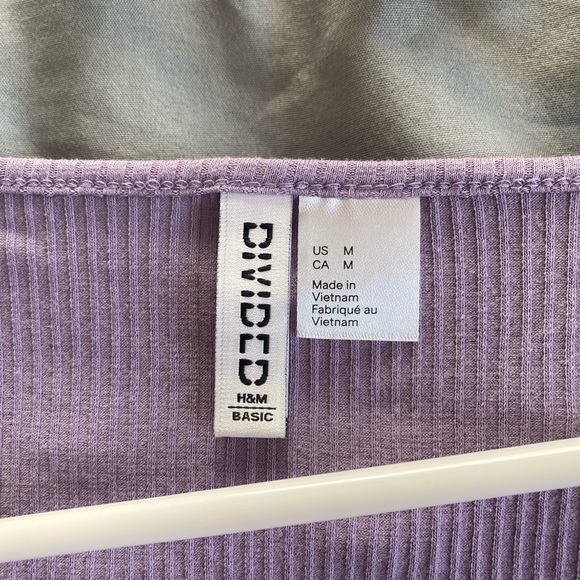 DIVIDED
H&M
BASIC
US M
CA M
Made in
Vietnam
Fabriqué au
Vietnam